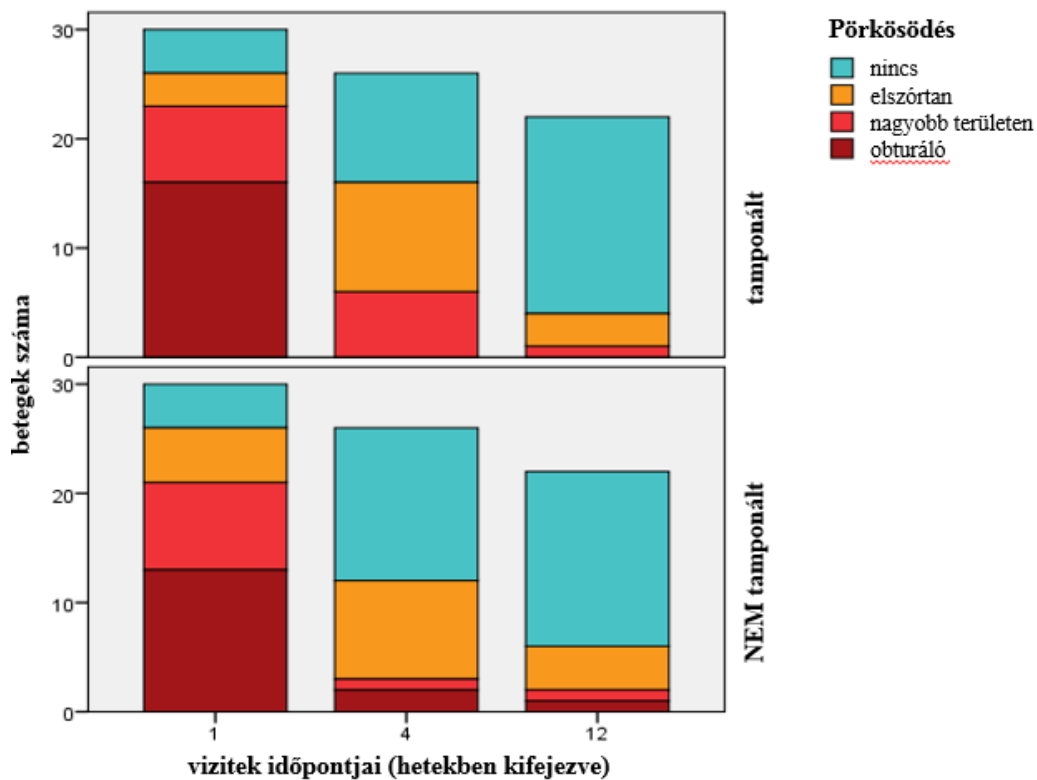 Pörkösödés
nincs
elszórtan
nagyobb területen
obturáló
30
20
10
0
tamponált
betegek száma
30
20
10
0
NEM tamponált
1 4 12
vizitek időpontjai (hetekben kifejezve)